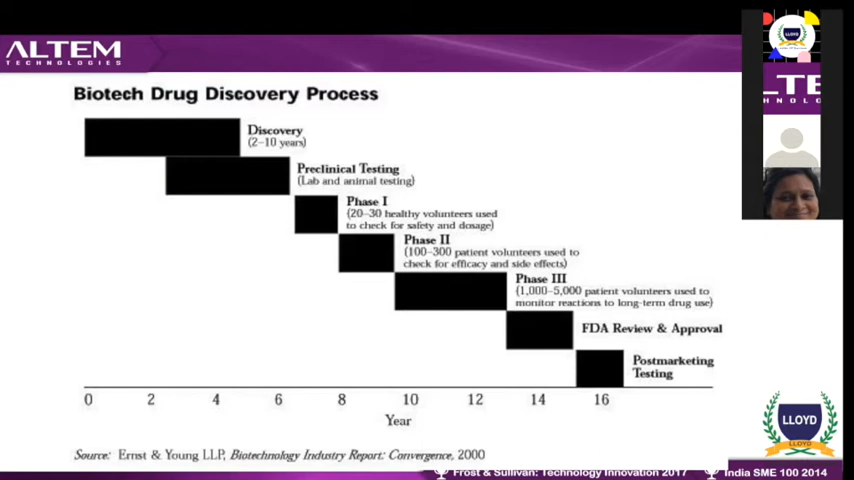 ALTEM
TECHNOLOGIES
Biotech Drug Discovery Process
Discovery
(2–10 years)
Preclinical Testing
(Lab and animal testing)
Phase I
(20–30 healthy volunteers used
to check for safety and dosage)
Phase II
(100–300 patient volunteers used to
check for efficacy and side effects)
Phase III
(1,000–5,000 patient volunteers used to
monitor reactions to long-term drug use)
FDA Review & Approval
Postmarketing
Testing
0 2 4 6 8 10 12 14 16
Year
Source: Ernst & Young LLP, Biotechnology Industry Report: Convergence, 2000
Frost & Sullivan: Technology Innovation 2017
India SME 100 2014
LLOYD
LLOYD
LLOYD
LTE
HNOLO